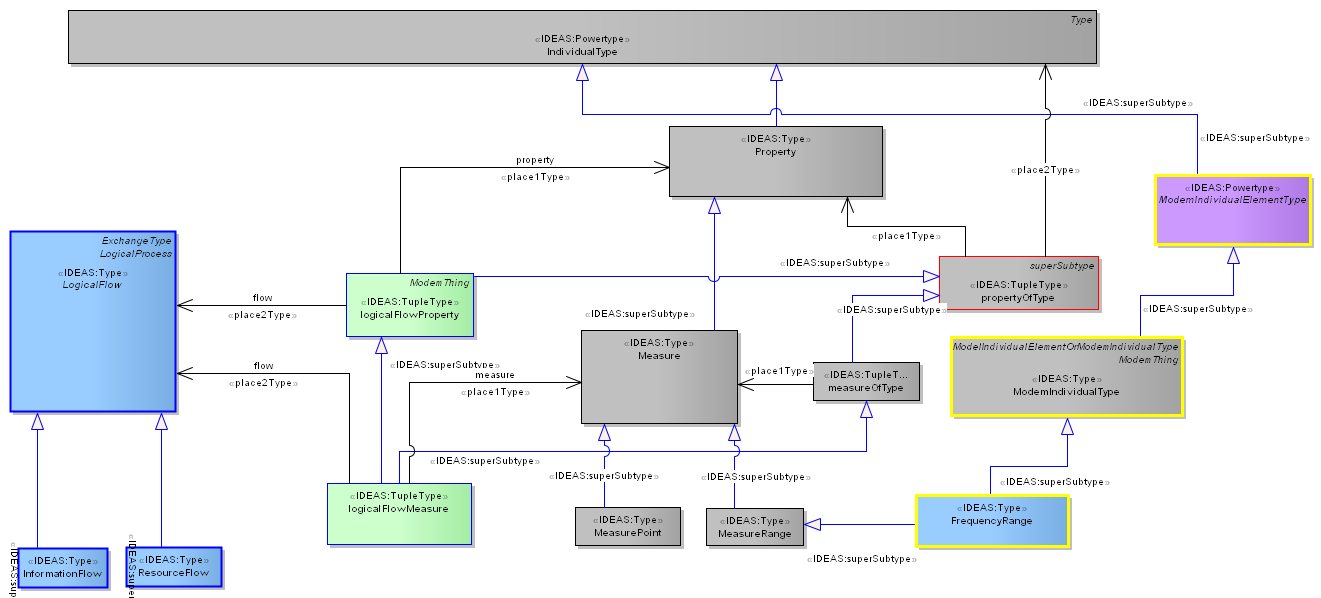 Type
«IDEAS:Powertype»
IndividualType
«IDEAS:superSubtype»
«IDEAS:superSubtype»
«IDEAS:Type»
Property
property
«place1Type»
«place2Type»
«IDEAS:Powertype»
ModemIndividualElementType
ExchangeType
LogicalProcess
«IDEAS:Type»
LogicalFlow
«place1Type»
«IDEAS:superSubtype»
superSubtype
«IDEAS:TupleType»
propertyOfType
ModemThing
«IDEAS:TupleType»
logicalFlowProperty
flow
«place2Type»
«IDEAS:superSubtype»
«IDEAS:superSubtype»
«IDEAS:superSubtype»
«IDEAS:Type»
Measure
ModelIndividualElementOrModemIndividualType
ModemThing
«IDEAS:Type»
ModemIndividualType
flow
«place2Type»
«IDEAS:superSubtype»
measure
«place1Type»
«place1Type»
«IDEAS:TupleT...
measureOfType
«IDEAS:superSubtype»
«IDEAS:superSubtype»
«IDEAS:superSubtype»
«IDEAS:superSubtype»
«IDEAS:TupleType»
logicalFlowMeasure
«IDEAS:Type»
MeasurePoint
«IDEAS:Type»
MeasureRange
«IDEAS:Type»
FrequencyRange
«IDEAS:superSubtype»
«IDEAS:sup
«IDEAS:Type»
InformationFlow
«IDEAS:super
«IDEAS:Type»
ResourceFlow